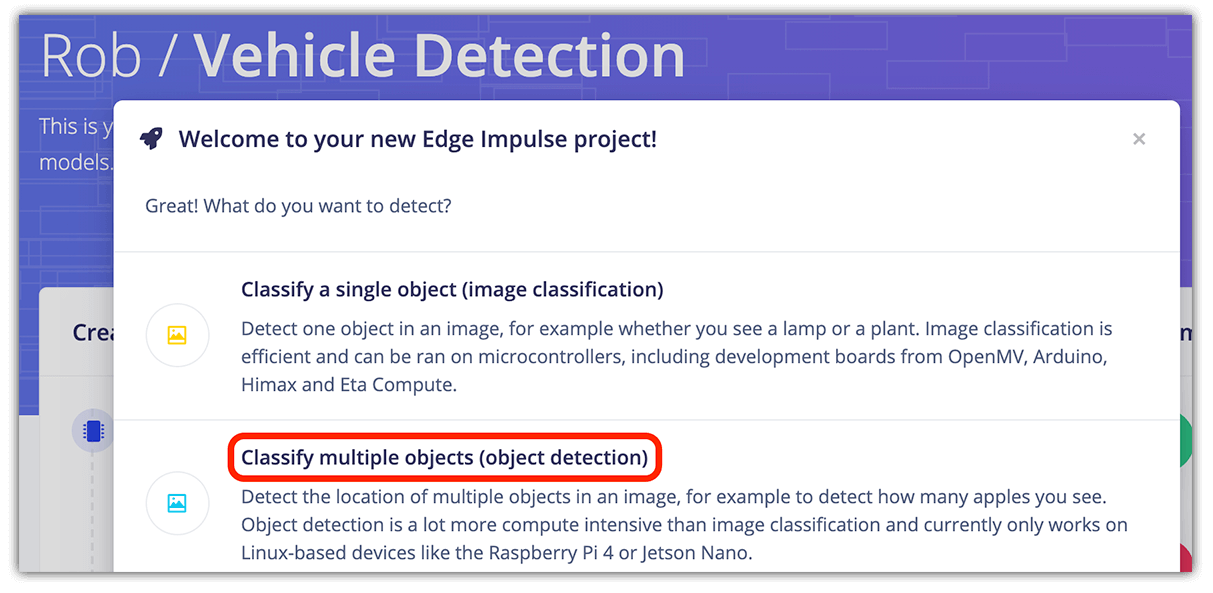 Rob / Vehicle Detection
This is y
models.
Welcome to your new Edge Impulse project!
×
Great! What do you want to detect?
Classify a single object (image classification)
Detect one object in an image, for example whether you see a lamp or a plant. Image classification is
efficient and can be ran on microcontrollers, including development boards from OpenMV, Arduino,
Himax and Eta Compute.
Classify multiple objects (object detection)
Detect the location of multiple objects in an image, for example to detect how many apples you see.
Object detection is a lot more compute intensive than image classification and currently only works on
Linux-based devices like the Raspberry Pi 4 or Jetson Nano.